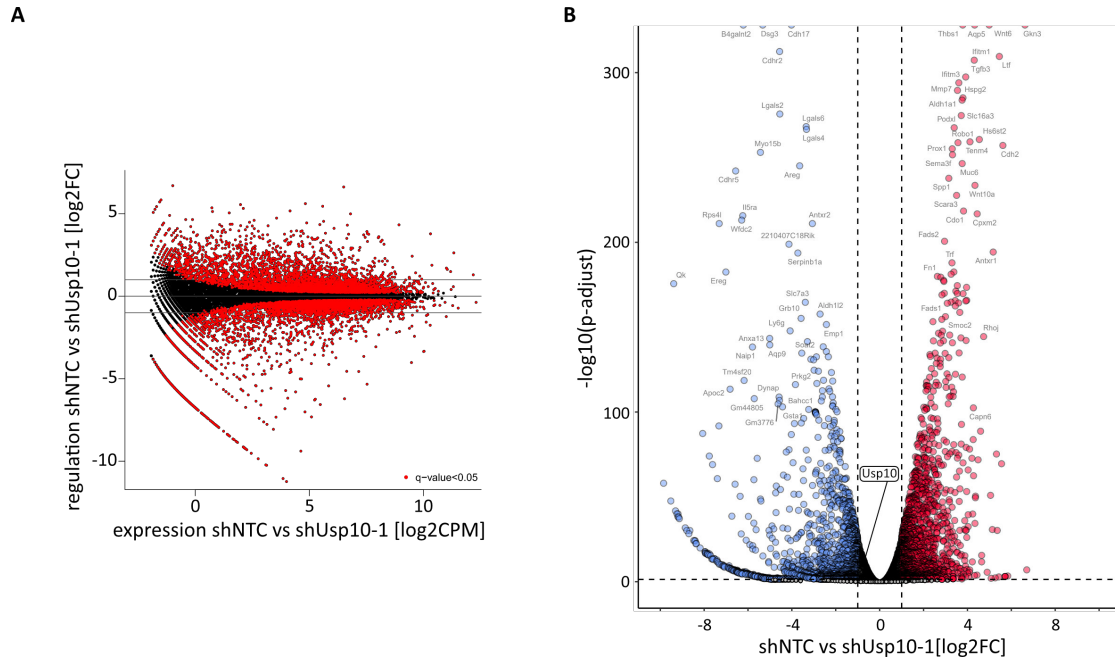 A
B
regulation shNTC vs shUsp10-1 [log2FC]
5
0
-5
-10
q-value<0.05
0
5
10
expression shNTC vs shUsp10-1 [log2CPM]
-log10(p-adjust)
300
200
100
0
B4galnt2
Dsg3
Cdh17
Cdhr2
Lgals2
Lgals6
Lgals4
Myo15b
Areg
Cdhr5
Il5ra
Rps4l
Wfdc2
Antxr2
2210407C18Rik
Serpinb1a
Qk
Ereg
Slc7a3
Grb10
Aldh1l2
Ly6g
Emp1
Anxa13
Naip1
Aqp9
Tm4sf20
Prkg2
Apoc2
Dynap
Gm44805
Bahcc1
Gsta1
Gm3776
Usp10
Thbs1
Aqp5
Wnt6
Gkn3
Ifitm1
Ltf
Tgfb3
Ifitm3
Mmp7
Hspg2
Aldh1a1
Podxl
Slc16a3
Robo1
Hs6st2
Prox1
Tenm4
Cdh2
Sema3f
Muc6
Spp1
Wnt10a
Scara3
Cdo1
Cpxm2
Fads2
Trf
Antxr1
Fn1
Fads1
Smoc2
Rhoj
Capn6
-8
-4
0
4
8
shNTC vs shUsp10-1[log2FC]